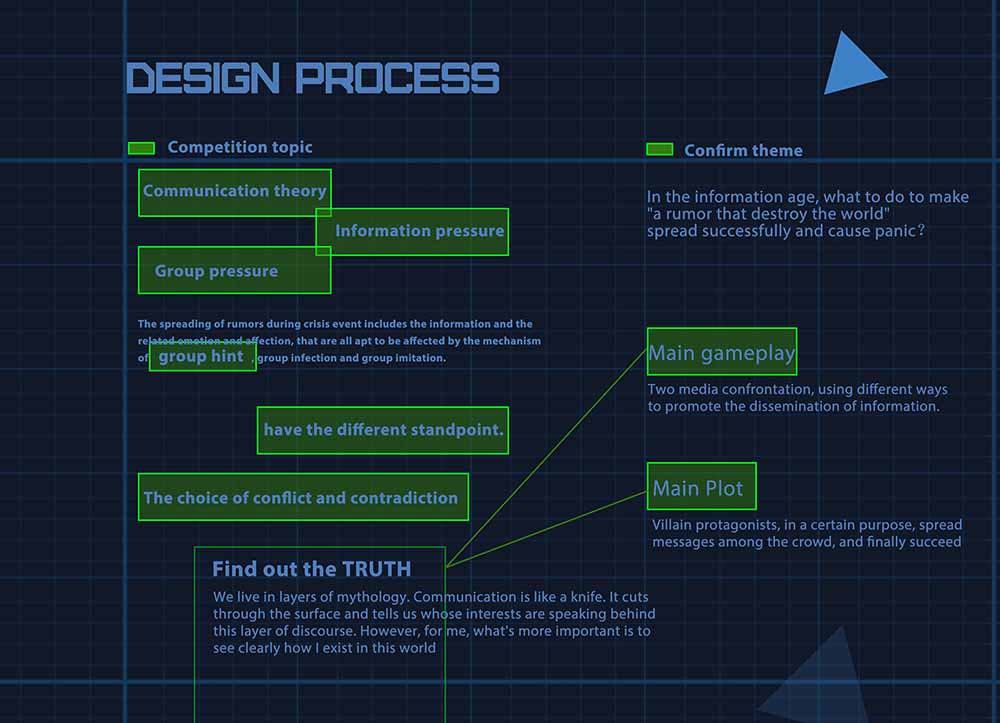 DESIGN PROCESS
Competition topic
Communication theory
Information pressure
Group pressure
The spreading of rumors during crisis event includes the information and the
related emotion and affection, that are all apt to be affected by the mechanism
of group hint , group infection and group imitation.
have the different standpoint.
The choice of conflict and contradiction
Find out the TRUTH
We live in layers of mythology. Communication is like a knife. It cuts
through the surface and tells us whose interests are speaking behind
this layer of discourse. However, for me, what's more important is to
see clearly how I exist in this world
Confirm theme
In the information age, what to do to make
"a rumor that destroy the world"
spread successfully and cause panic？
Main gameplay
Two media confrontation, using different ways
to promote the dissemination of information.
Main Plot
Villain protagonists, in a certain purpose, spread
messages among the crowd, and finally succeed